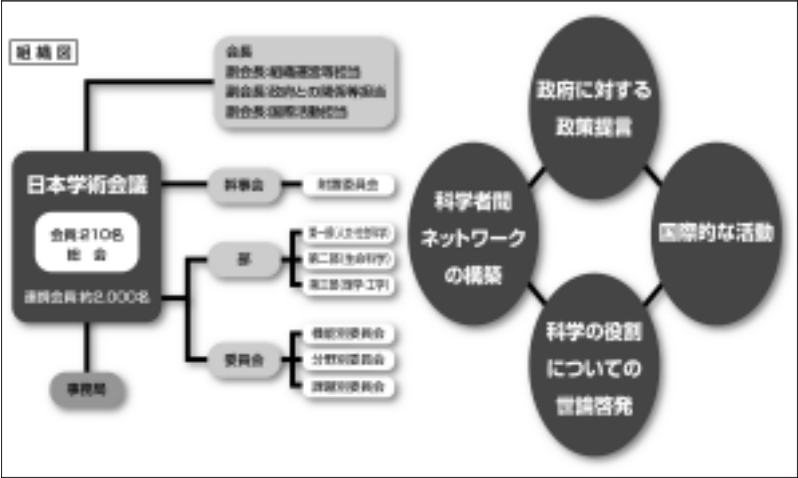 組織図
会長
副会長:組織運営等担当
副会長:政府との関係等担当
副会長:国際活動担当
日本学術会議
会員:210名
総 会
連携会員:約2,000名
事務局
幹事会
部
第一部(人文・社会科学)
第二部(生命科学)
第三部(理学・工学)
委員会
機能別委員会
分野別委員会
課題別委員会
政府に対する
政策提言
科学者間
ネットワーク
の構築
国際的な活動
科学の役割
についての
世論啓発